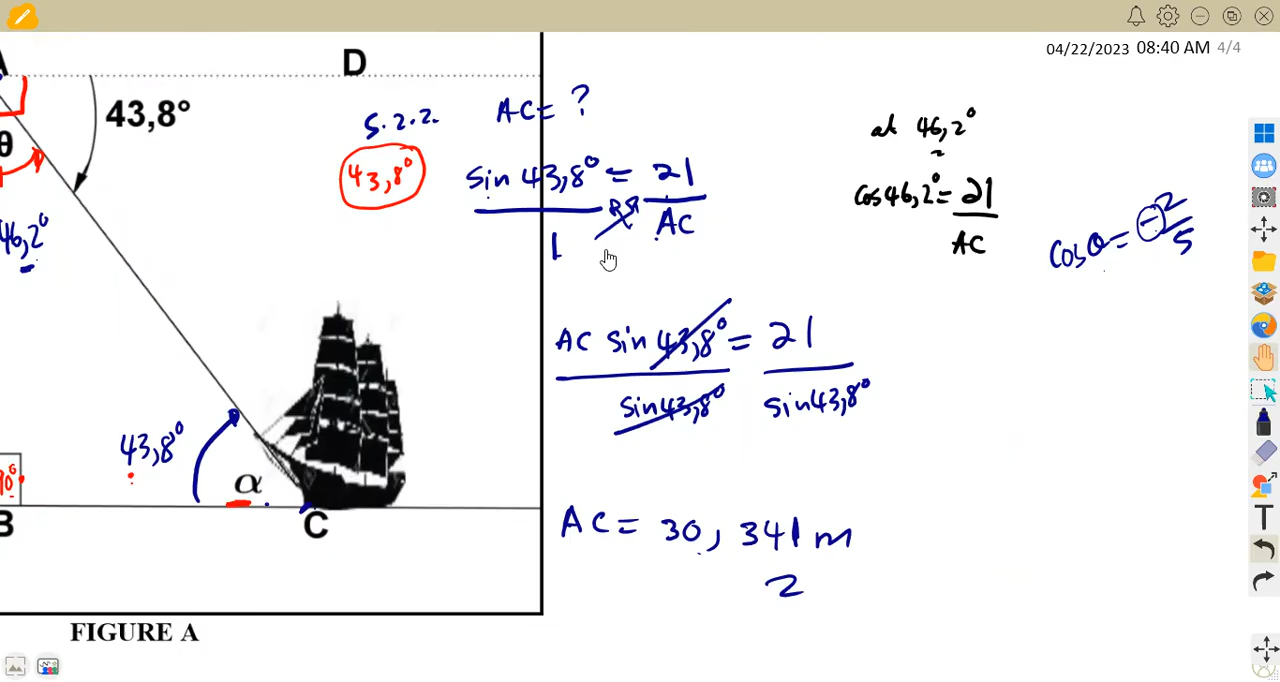 04/22/2023 08:40 AM 4/4
A
D
43,8°
θ
46,2°
43,8°
α
90°
B
C
FIGURE A
5.2.2.
AC = ?
43,8°
sin 43,8° = 21
1
AC
AC sin 43,8° = 21
sin 43,8°
sin 43,8°
AC = 30,341 m
2
at 46,2°
cos 46,2° = 21
AC
cos θ = -2
5
T